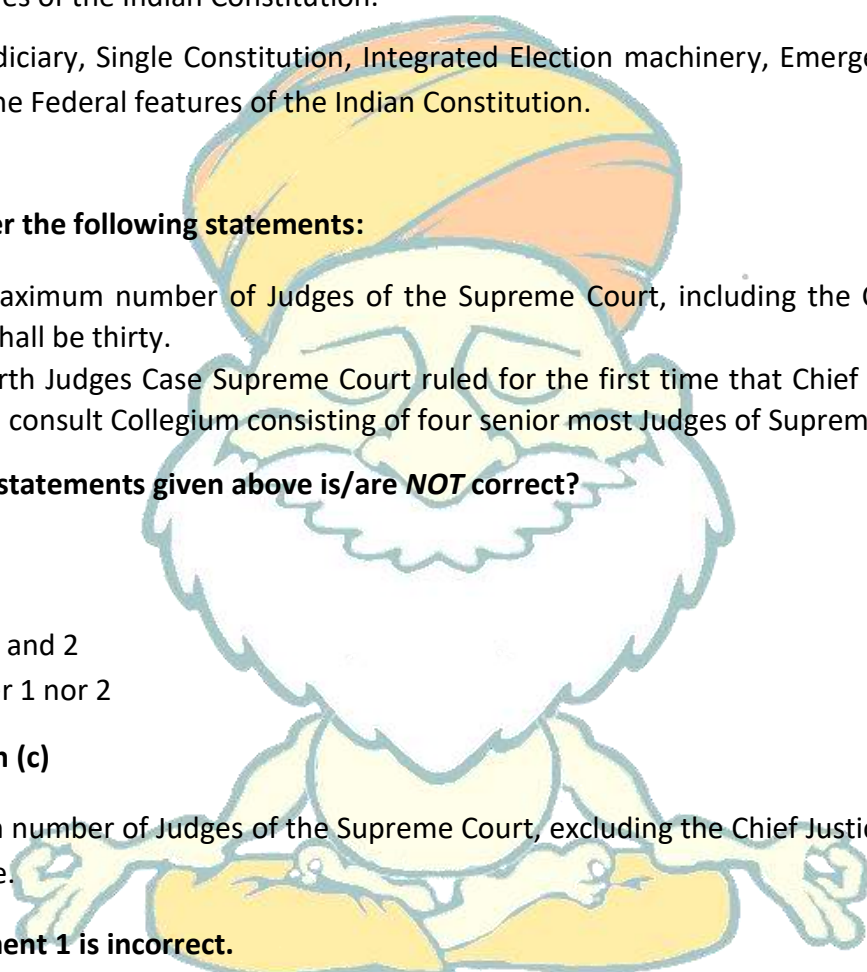 es of the Indian Constitution.
diciary, Single Constitution, Integrated Election machinery, Emerg
ne Federal features of the Indian Constitution.
er the following statements:
aximum number of Judges of the Supreme Court, including the
hall be thirty.
rth Judges Case Supreme Court ruled for the first time that Chief
consult Collegium consisting of four senior most Judges of Suprem
statements given above is/are NOT correct?
and 2
r 1 nor 2
n (c)
number of Judges of the Supreme Court, excluding the Chief Justi
e.
nent 1 is incorrect.